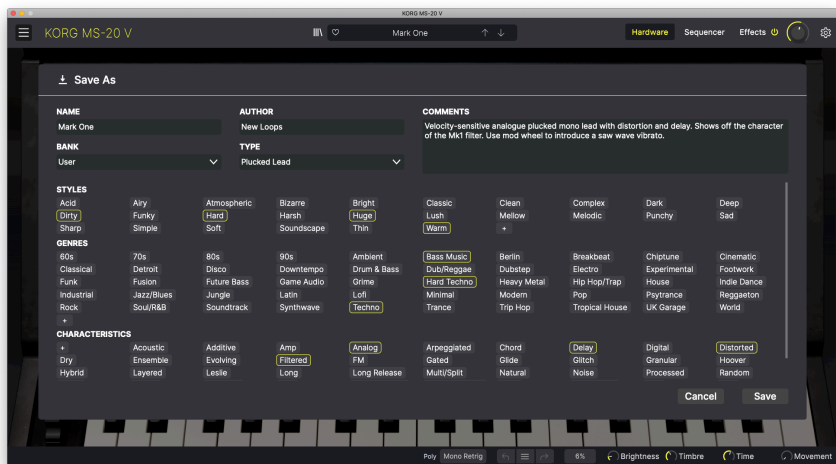 KORG MS-20 V
KORG MS-20 V Mark One Hardware Sequencer Effects
Save As
NAME AUTHOR COMMENTS
Mark One New Loops Velocity-sensitive analogue plucked mono lead with distortion and delay. Shows off the character
of the Mk1 filter. Use mod wheel to introduce a saw wave vibrato.
BANK TYPE
User Plucked Lead
STYLES
Acid Airy Atmospheric Bizarre Bright Classic Clean Complex Dark Deep
Dirty Funky Hard Harsh Huge Lush Mellow Melodic Punchy Sad
Sharp Simple Soft Soundscape Thin Warm +
GENRES
60s 70s 80s 90s Ambient Bass Music Berlin Breakbeat Chiptune Cinematic
Classical Detroit Disco Downtempo Drum & Bass Dub/Reggae Dubstep Electro Experimental Footwork
Funk Fusion Future Bass Game Audio Grime Hard Techno Heavy Metal Hip Hop/Trap House Indie Dance
Industrial Jazz/Blues Jungle Latin Lofi Minimal Modern Pop Psytrance Reggaeton
Rock Soul/R&B Soundtrack Synthwave Techno Trance Trip Hop Tropical House UK Garage World
+
CHARACTERISTICS
+ Acoustic Additive Amp Analog Arpeggiated Chord Delay Digital Distorted
Dry Ensemble Evolving Filtered FM Gated Glide Glitch Granular Hoover
Hybrid Layered Leslie Long Long Release Multi/Split Natural Noise Processed Random
Cancel Save
Poly Mono Retrig 6% Brightness Timbre Time Movement